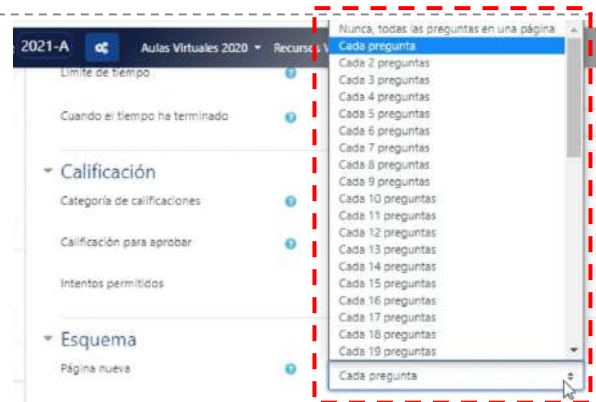 2021-A Aulas Virtuales 2020 Recursos V
Límite de tiempo
Cuando el tiempo ha terminado
Calificación
Categoría de calificaciones
Calificación para aprobar
Intentos permitidos
Esquema
Página nueva
Nunca, todas las preguntas en una página
Cada pregunta
Cada 2 preguntas
Cada 3 preguntas
Cada 4 preguntas
Cada 5 preguntas
Cada 6 preguntas
Cada 7 preguntas
Cada 8 preguntas
Cada 9 preguntas
Cada 10 preguntas
Cada 11 preguntas
Cada 12 preguntas
Cada 13 preguntas
Cada 14 preguntas
Cada 15 preguntas
Cada 16 preguntas
Cada 17 preguntas
Cada 18 preguntas
Cada 19 preguntas
Cada pregunta